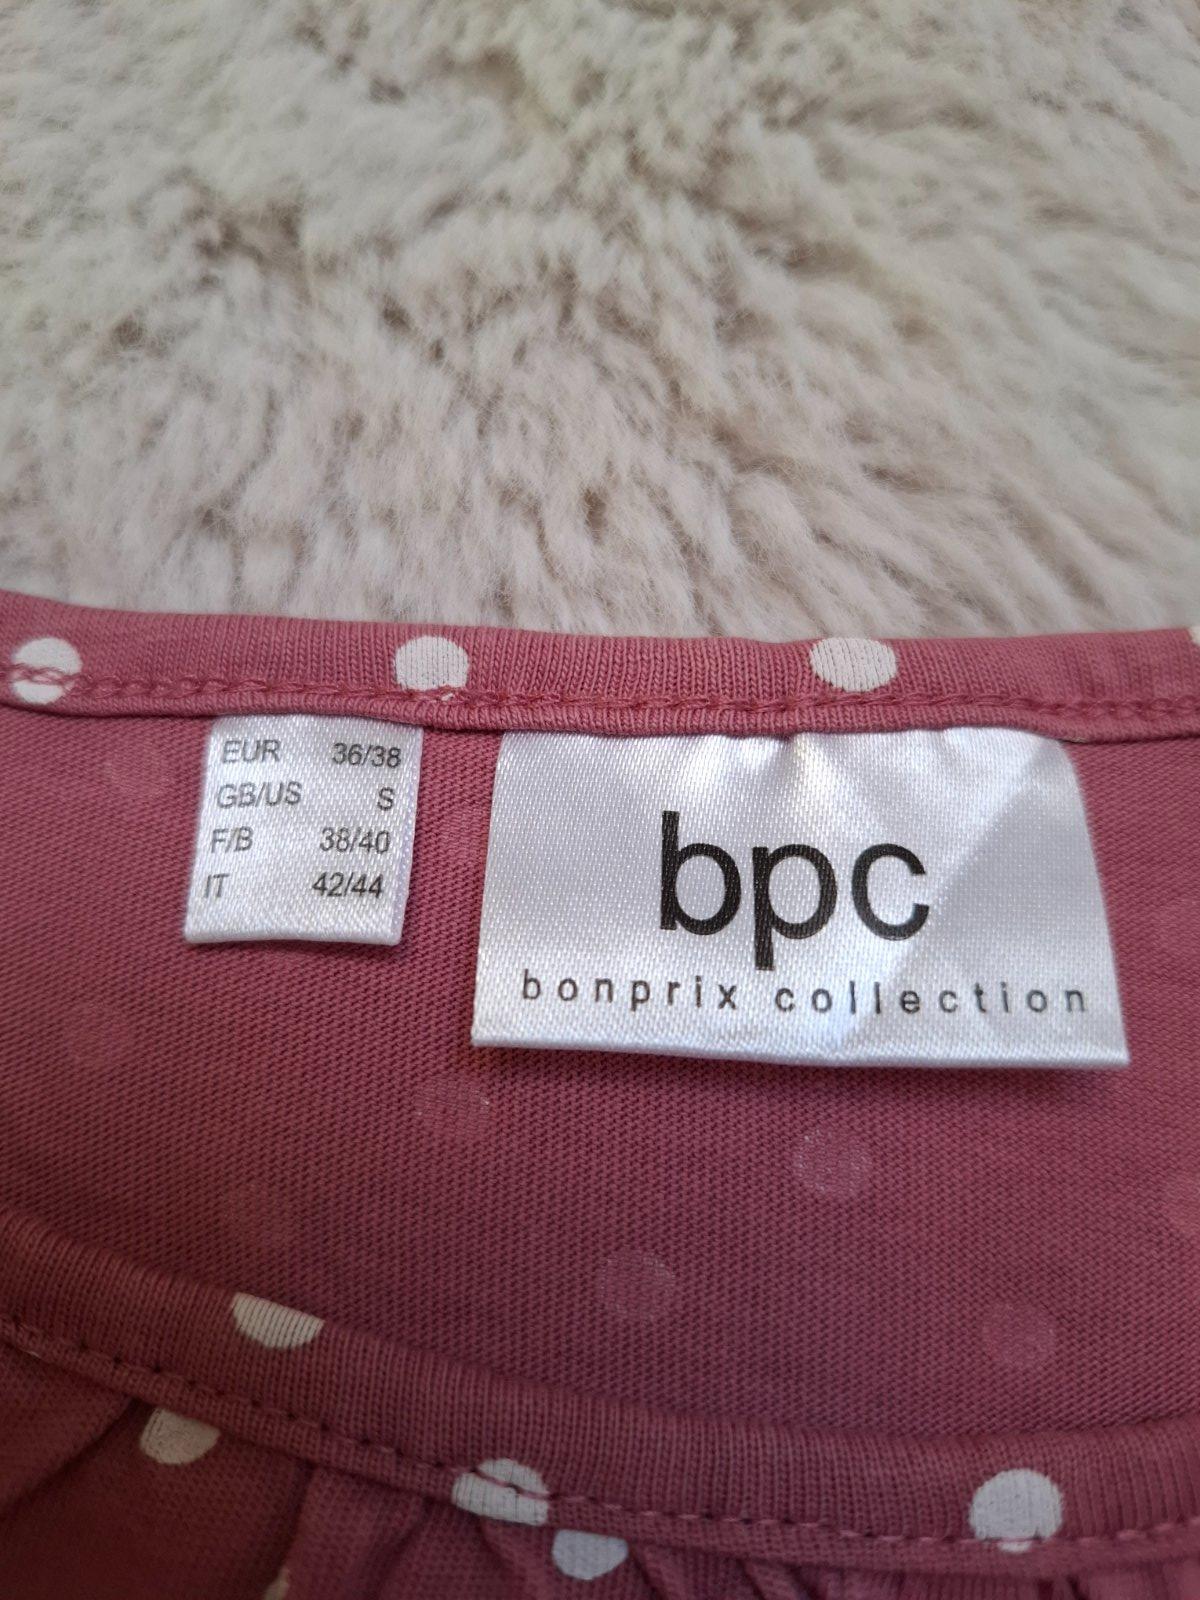 EUR 36/38
GB/US S
F/B 38/40
IT 42/44
bpc
bonprix collection